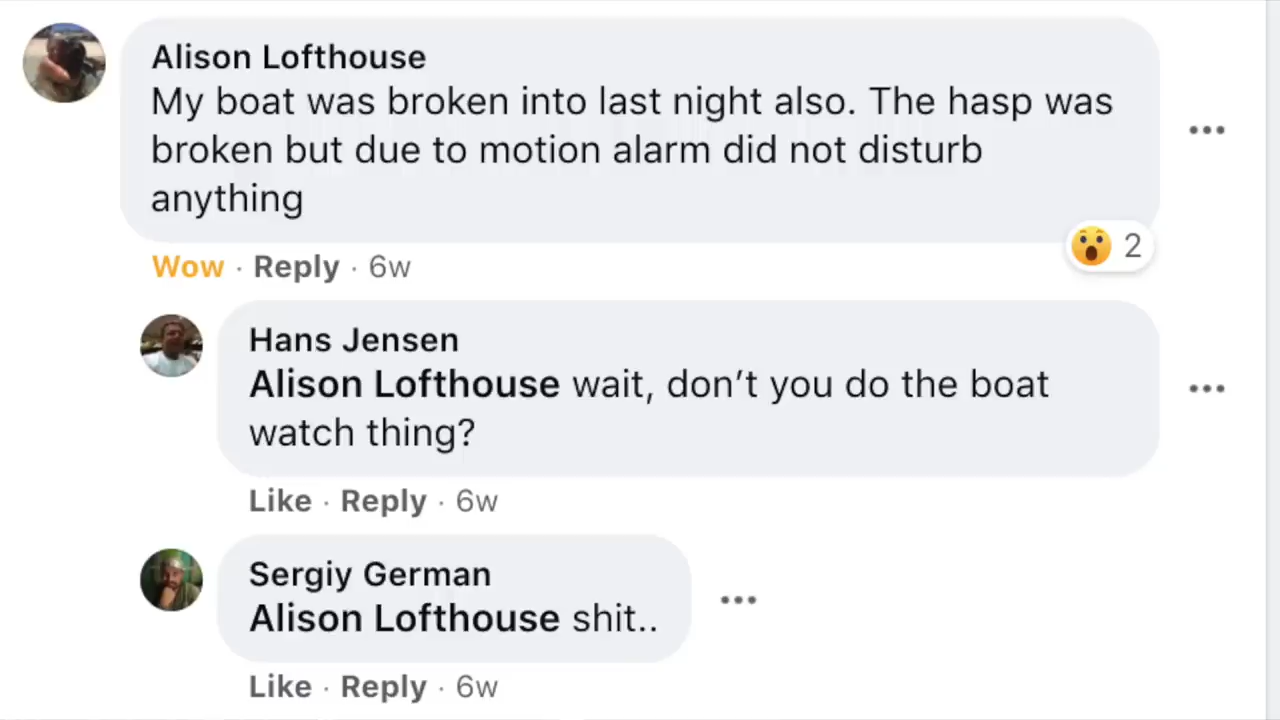 Alison Lofthouse
My boat was broken into last night also. The hasp was
broken but due to motion alarm did not disturb
anything
2
Wow · Reply · 6w
Hans Jensen
Alison Lofthouse wait, don’t you do the boat
watch thing?
Like · Reply · 6w
Sergiy German
Alison Lofthouse shit..
Like · Reply · 6w